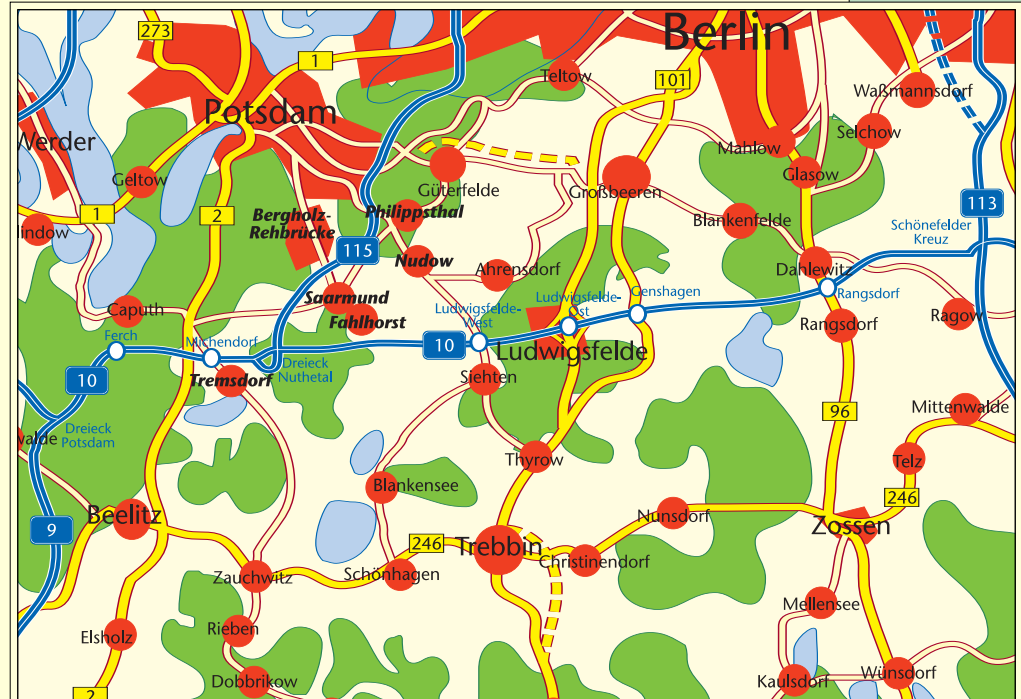 273
Berlin
1
Teltow
101
Waßmannsdorf
Potsdam
Selchow
Werder
Mahlow
Geltow
Güterfelde
Großbeeren
Glasow
1
2
Bergholz-
Rehbrücke
Philippsthal
Blankenfelde
113
lindow
115
Schönefelder
Kreuz
Nudow
Ahrensdorf
Dahlewitz
Saarmund
Ludwigsfelde-
West
Ludwigsfelde-
Ost
Genshagen
Rangsdorf
Caputh
Fahlhorst
Rangsdorf
Ragow
Ferch
Michendorf
10
Ludwigsfelde
Dreieck
Nuthetal
10
Tremsdorf
Siehten
Mittenwalde
96
Dreieck
Potsdam
walde
Thyrow
Telz
Blankensee
246
Beelitz
9
Nunsdorf
Zossen
246
Trebbin
Christinendorf
Zauchwitz
Schönhagen
Mellensee
Elsholz
Rieben
Dobbrikow
Kaulsdorf
Wünsdorf
2